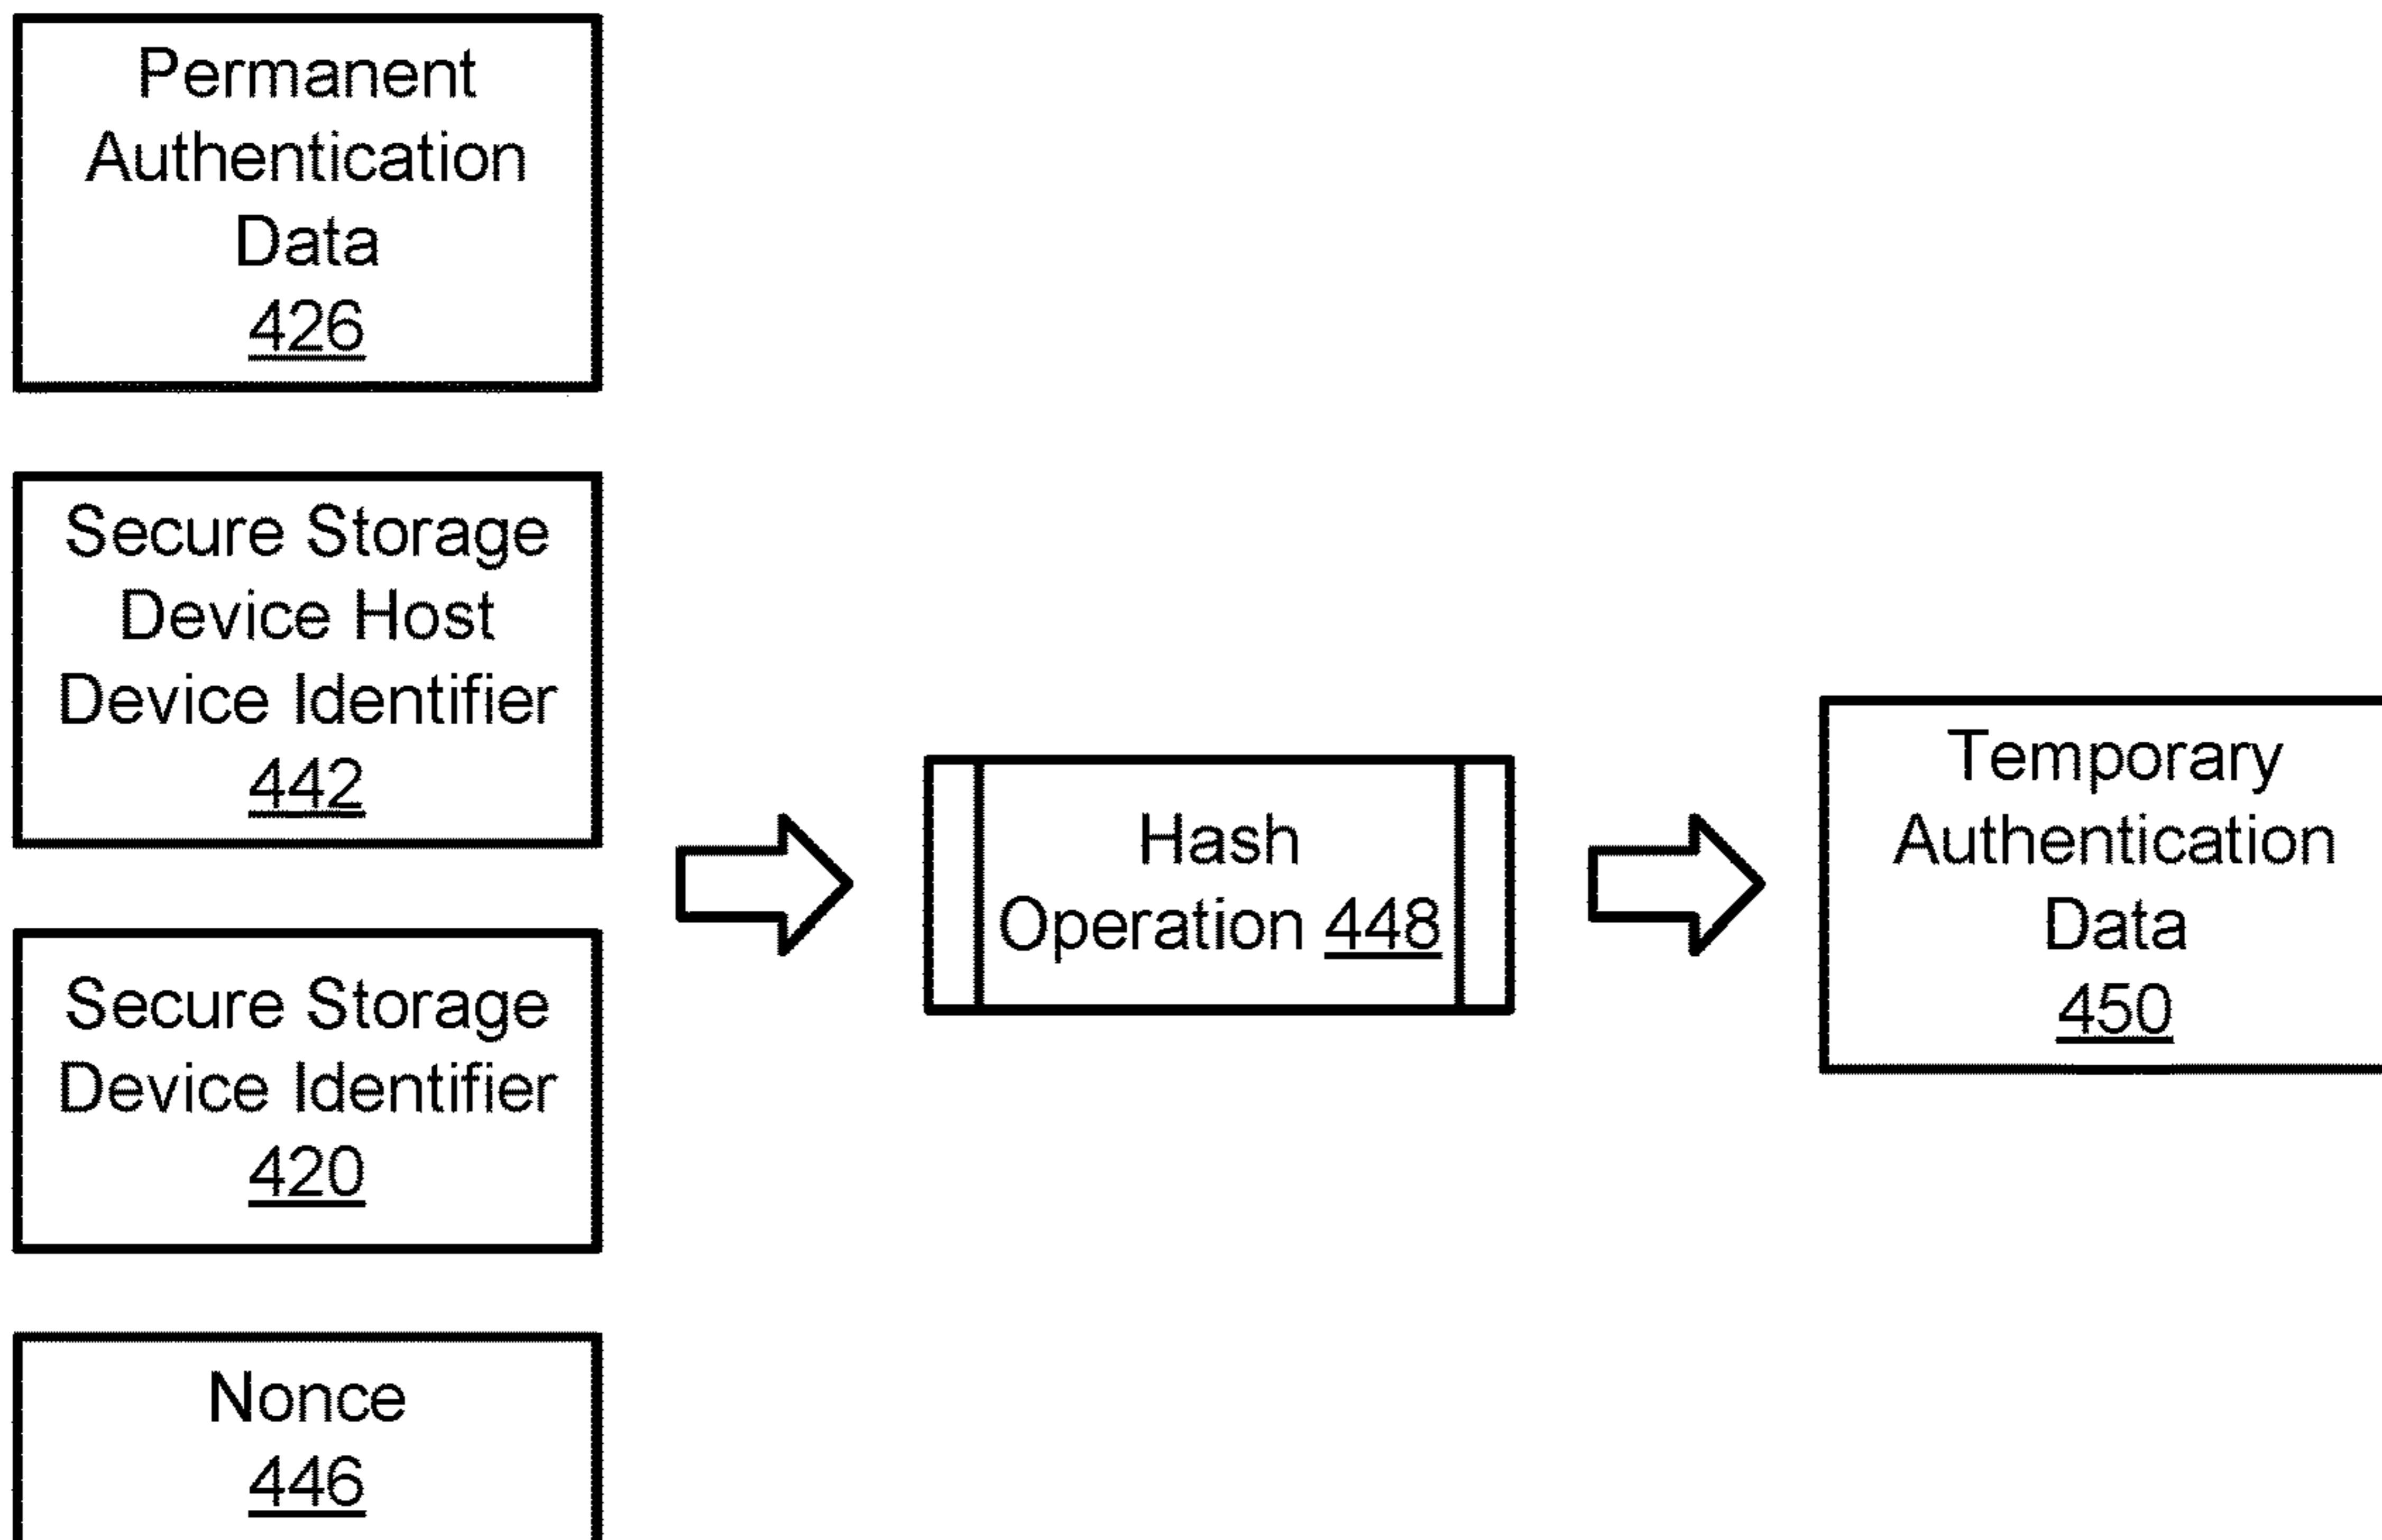 Permanent
Authentication
Data
426
Secure Storage
Device Host
Device Identifier
442
Secure Storage
Device Identifier
420
Nonce
446
Hash
Operation 448
Temporary
Authentication
Data
450